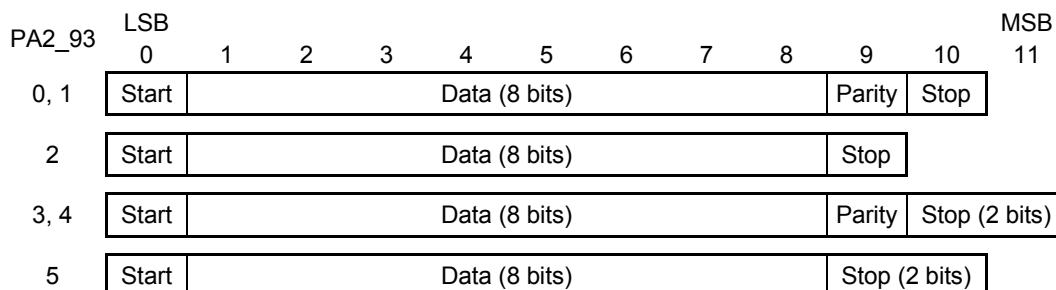 LSB MSB
PA2_93 0 1 2 3 4 5 6 7 8 9 10 11
0, 1 Start Data (8 bits) Parity Stop
2 Start Data (8 bits) Stop
3, 4 Start Data (8 bits) Parity Stop (2 bits)
5 Start Data (8 bits) Stop (2 bits)